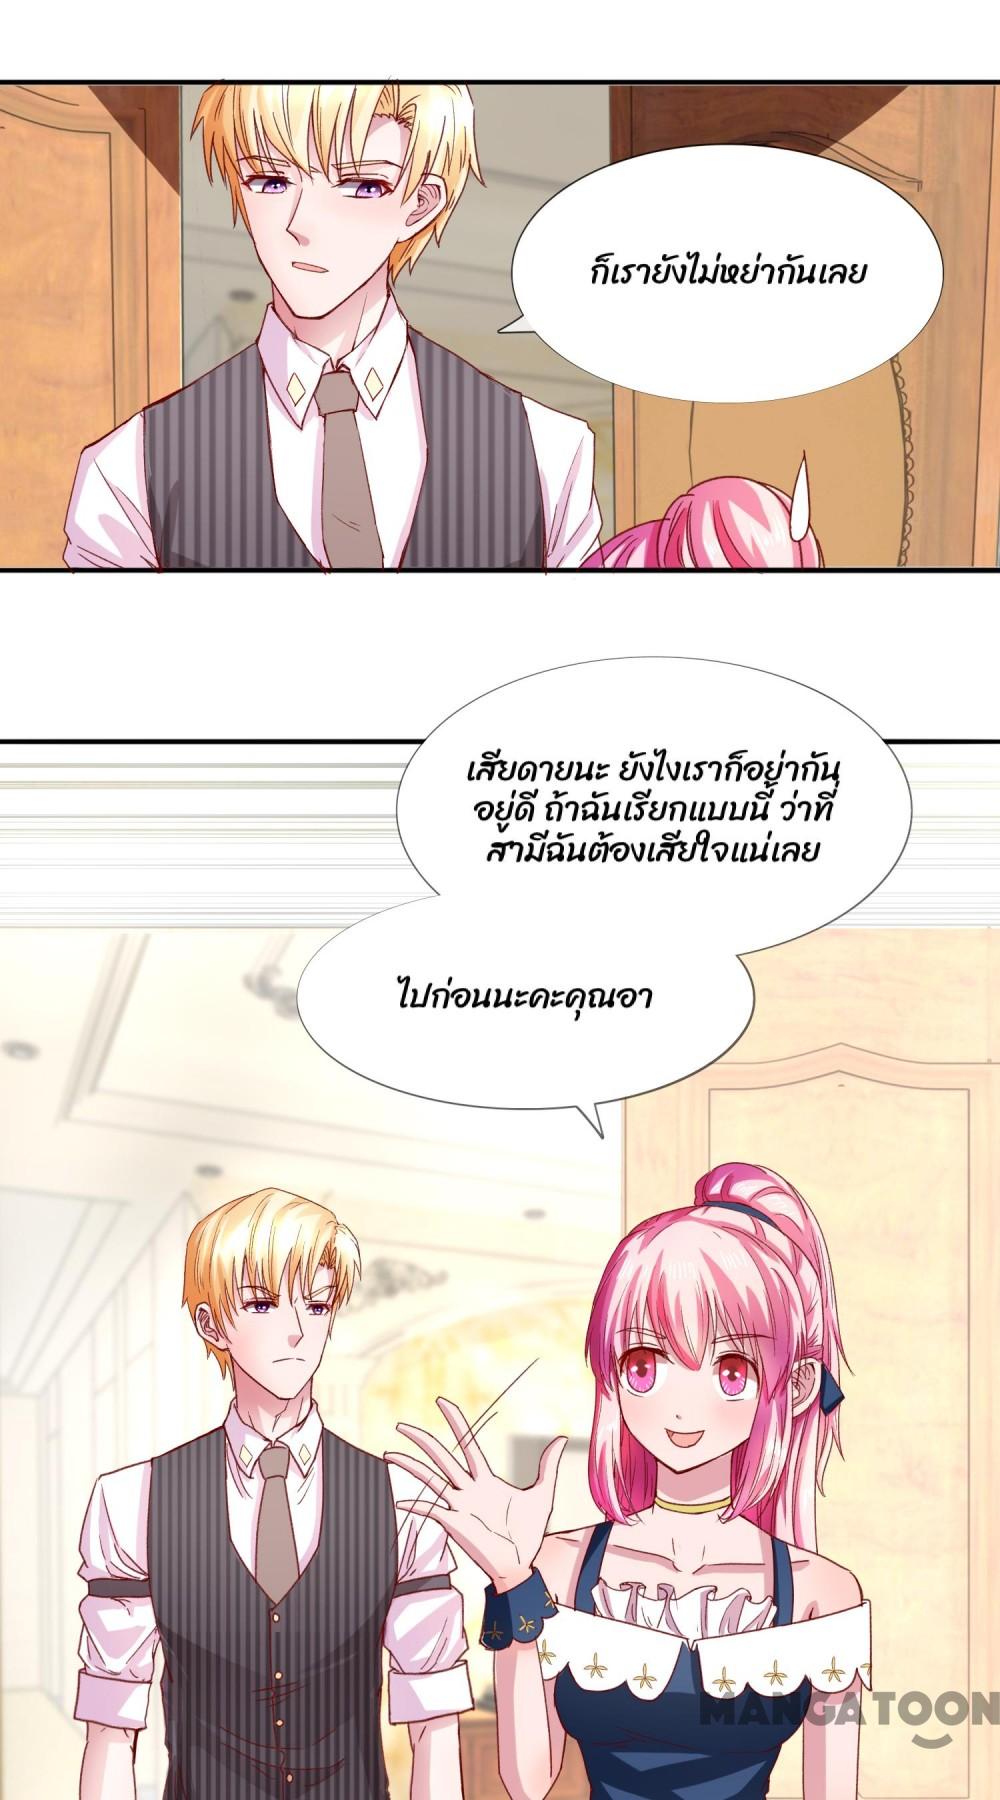 ก็เรายังไม่หย่ากันเลย
เสียดายนะ ยังไงเราก็อย่ากัน
อยู่ดี ถ้าฉันเรียกแบบนี้ ว่าที่
สามีฉันต้องเสียใจแน่เลย
ไปก่อนนะคะคุณอา
MANGATOON